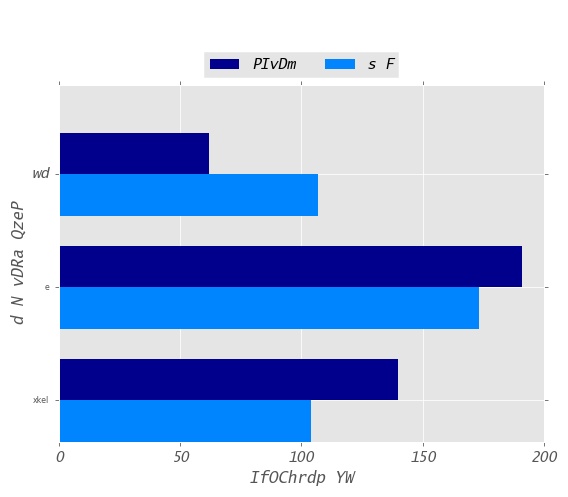 PIvDm s F
wd
e
xkel
d N vDRa QzeP
0 50 100 150 200
IfOChrdp YW